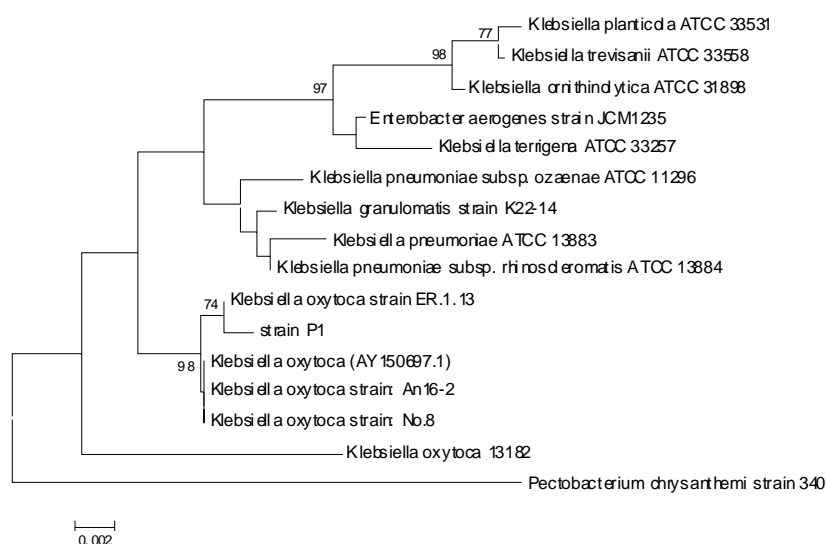 Klebsiella planticola ATCC 33531
77
Klebsiella trevisanii ATCC 33558
98
Klebsiella ornithinolytica ATCC 31898
97
Enterobacter aerogenes strain JCM1235
Klebsiella terrigena ATCC 33257
Klebsiella pneumoniae subsp. ozaenae ATCC 11296
Klebsiella granulomatis strain K22-14
Klebsiella pneumoniae ATCC 13883
Klebsiella pneumoniae subsp. rhinoscleromatis ATCC 13884
Klebsiella oxytoca strain ER.1.13
74
strain P1
Klebsiella oxytoca (AY150697.1)
98
Klebsiella oxytoca strain: An16-2
Klebsiella oxytoca strain: No.8
Klebsiella oxytoca 13182
Pectobacterium chrysanthemi strain 340
0.002